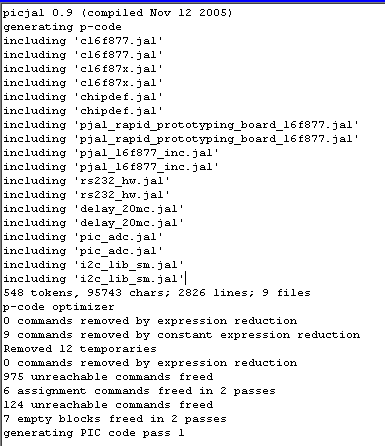 picjal 0.9 (compiled Nov 12 2005)
generating p-code
including 'c16f877.jal'
including 'c16f877.jal'
including 'c16f87x.jal'
including 'c16f87x.jal'
including 'chipdef.jal'
including 'chipdef.jal'
including 'pjal_rapid_prototyping_board_16f877.jal'
including 'pjal_rapid_prototyping_board_16f877.jal'
including 'pjal_16f877_inc.jal'
including 'pjal_16f877_inc.jal'
including 'rs232_hw.jal'
including 'rs232_hw.jal'
including 'delay_20mc.jal'
including 'delay_20mc.jal'
including 'pic_adc.jal'
including 'pic_adc.jal'
including 'i2c_lib_sm.jal'
including 'i2c_lib_sm.jal'
548 tokens, 95743 chars; 2826 lines; 9 files
p-code optimizer
0 commands removed by expression reduction
9 commands removed by constant expression reduction
Removed 12 temporaries
0 commands removed by expression reduction
975 unreachable commands freed
6 assignment commands freed in 2 passes
124 unreachable commands freed
7 empty blocks freed in 2 passes
generating PIC code pass 1